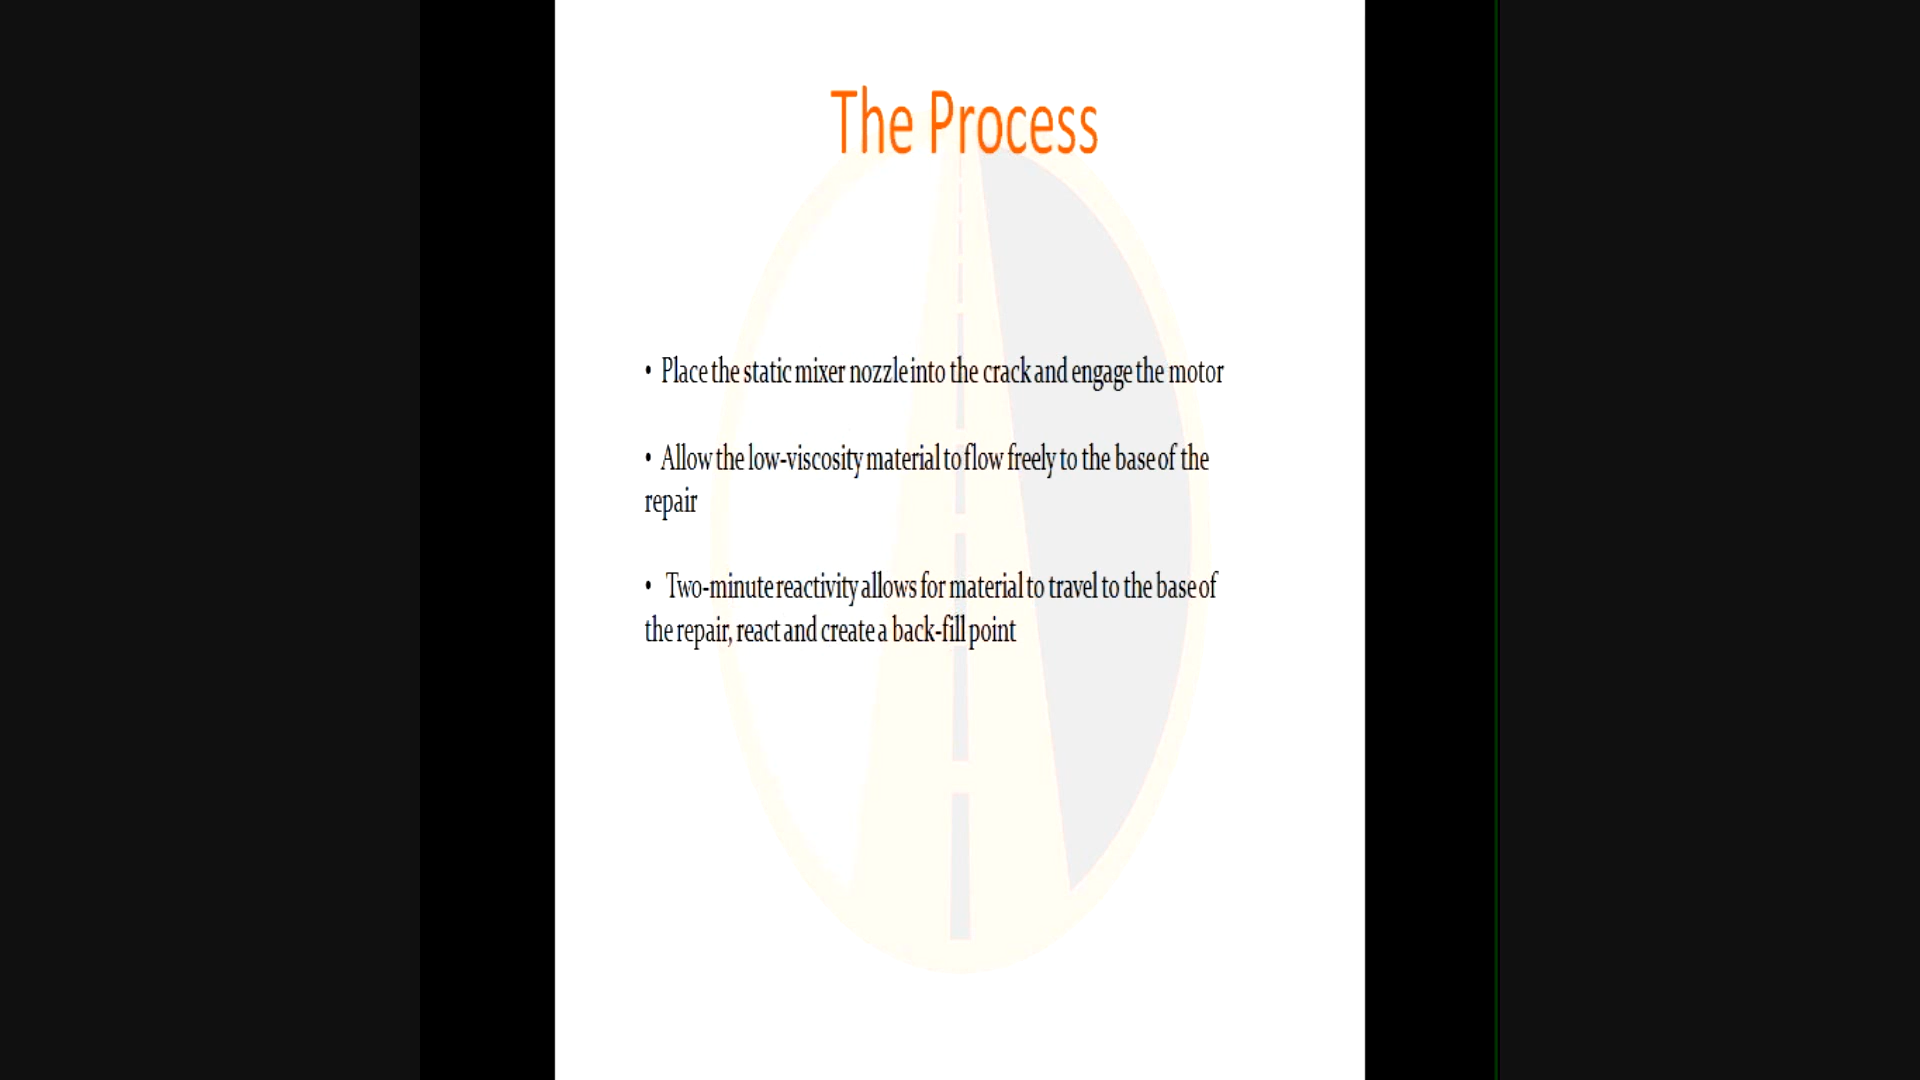 The Process
• Place the static mixer nozzle into the crack and engage the motor
• Allow the low-viscosity material to flow freely to the base of the
repair
• Two-minute reactivity allows for material to travel to the base of
the repair, react and create a back-fill point